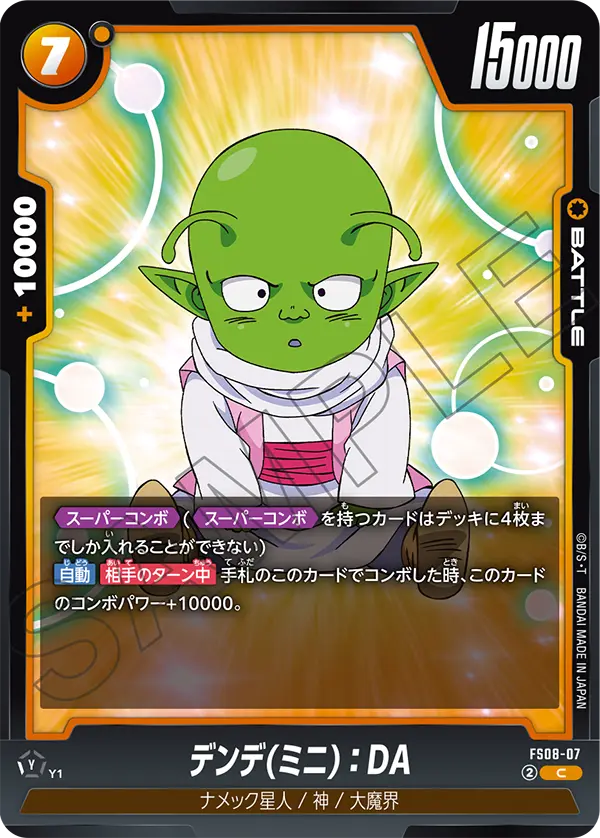 7
15000
+10000
BATTLE
SAMPLE
スーパーコンボ ( スーパーコンボ を持つカードはデッキに4枚ま
でしか入れることができない)
自動 相手のターン中 手札のこのカードでコンボした時、このカード
のコンボパワー+10000。
©B/S・T BANDAI MADE IN JAPAN
デンデ(ミニ):DA
FS08-07
Y Y1
② C
ナメック星人 / 神 / 大魔界